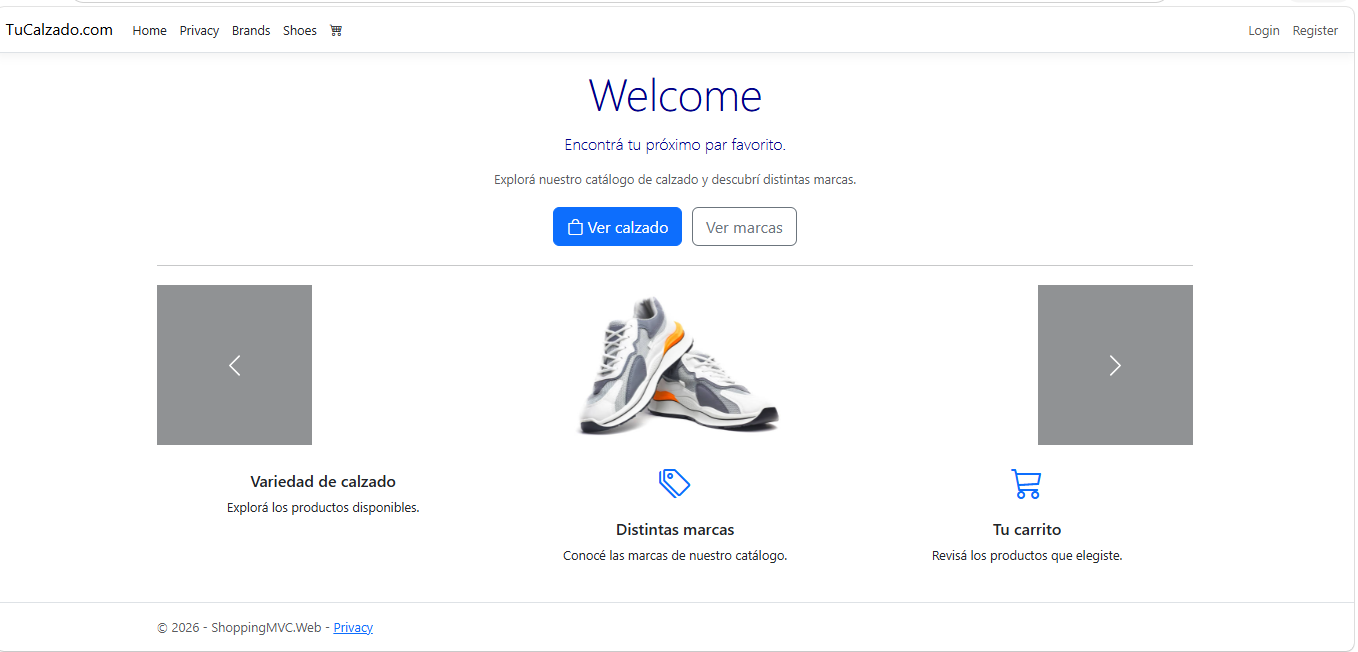 TuCalzado.com Home Privacy Brands Shoes Login Register
Welcome
Encontrá tu próximo par favorito.
Explorá nuestro catálogo de calzado y descubrí distintas marcas.
Ver calzado Ver marcas
Variedad de calzado
Explorá los productos disponibles.
Distintas marcas
Conocé las marcas de nuestro catálogo.
Tu carrito
Revisá los productos que elegiste.
© 2026 - ShoppingMVC.Web - Privacy